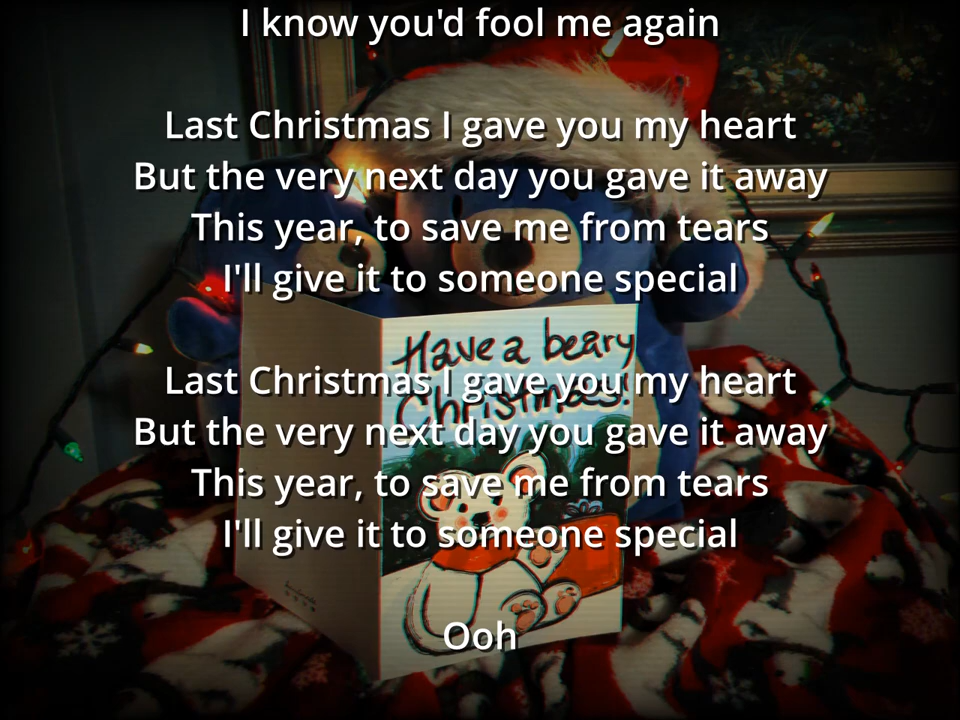 I know you'd fool me again
Last Christmas I gave you my heart
But the very next day you gave it away
This year, to save me from tears
I'll give it to someone special
Have a beary
Christmas!
Last Christmas I gave you my heart
But the very next day you gave it away
This year, to save me from tears
I'll give it to someone special
Ooh